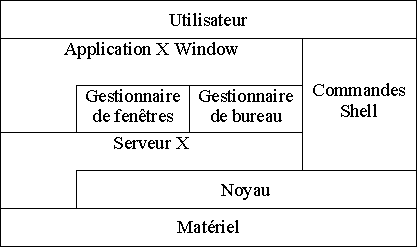 Utilisateur
Application X Window
Gestionnaire
de fenêtres
Gestionnaire
de bureau
Commandes
Shell
Serveur X
Noyau
Matériel